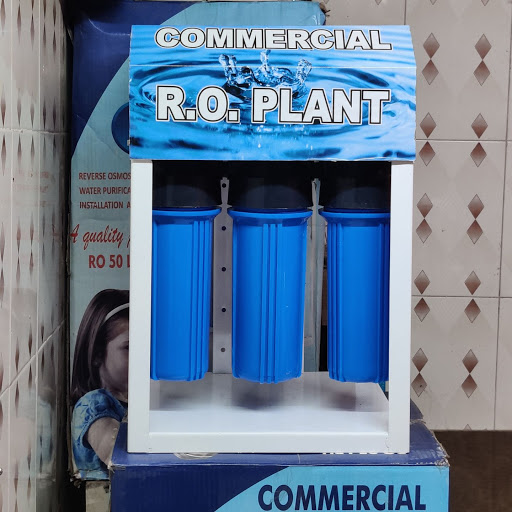 COMMERCIAL
R.O. PLANT
REVERSE OSMOS
WATER PURIFICA
INSTALLATION A
A quality
RO 50 L
COMMERCIAL